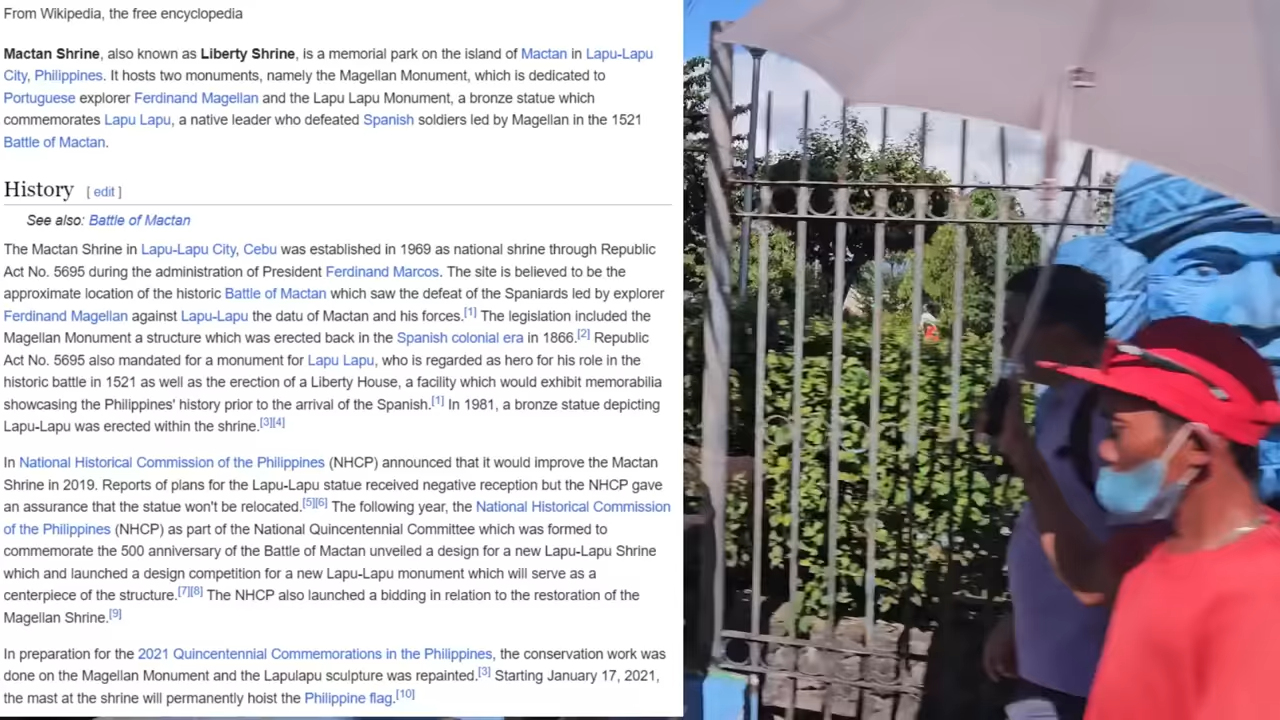 From Wikipedia, the free encyclopedia
Mactan Shrine, also known as Liberty Shrine, is a memorial park on the island of Mactan in Lapu-Lapu
City, Philippines. It hosts two monuments, namely the Magellan Monument, which is dedicated to
Portuguese explorer Ferdinand Magellan and the Lapu Lapu Monument, a bronze statue which
commemorates Lapu Lapu, a native leader who defeated Spanish soldiers led by Magellan in the 1521
Battle of Mactan.
History [ edit ]
See also: Battle of Mactan
The Mactan Shrine in Lapu-Lapu City, Cebu was established in 1969 as national shrine through Republic
Act No. 5695 during the administration of President Ferdinand Marcos. The site is believed to be the
approximate location of the historic Battle of Mactan which saw the defeat of the Spaniards led by explorer
Ferdinand Magellan against Lapu-Lapu the datu of Mactan and his forces.[1] The legislation included the
Magellan Monument a structure which was erected back in the Spanish colonial era in 1866.[2] Republic
Act No. 5695 also mandated for a monument for Lapu Lapu, who is regarded as hero for his role in the
historic battle in 1521 as well as the erection of a Liberty House, a facility which would exhibit memorabilia
showcasing the Philippines' history prior to the arrival of the Spanish.[1] In 1981, a bronze statue depicting
Lapu-Lapu was erected within the shrine.[3][4]
In National Historical Commission of the Philippines (NHCP) announced that it would improve the Mactan
Shrine in 2019. Reports of plans for the Lapu-Lapu statue received negative reception but the NHCP gave
an assurance that the statue won't be relocated.[5][6] The following year, the National Historical Commission
of the Philippines (NHCP) as part of the National Quincentennial Committee which was formed to
commemorate the 500 anniversary of the Battle of Mactan unveiled a design for a new Lapu-Lapu Shrine
which and launched a design competition for a new Lapu-Lapu monument which will serve as a
centerpiece of the structure.[7][8] The NHCP also launched a bidding in relation to the restoration of the
Magellan Shrine.[9]
In preparation for the 2021 Quincentennial Commemorations in the Philippines, the conservation work was
done on the Magellan Monument and the Lapulapu sculpture was repainted.[3] Starting January 17, 2021,
the mast at the shrine will permanently hoist the Philippine flag.[10]